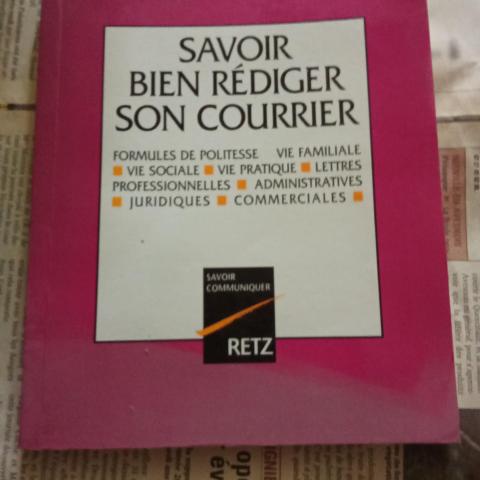 SAVOIR
BIEN RÉDIGER
SON COURRIER
FORMULES DE POLITESSE VIE FAMILIALE
■ VIE SOCIALE ■ VIE PRATIQUE ■ LETTRES
PROFESSIONNELLES ■ ADMINISTRATIVES
■ JURIDIQUES ■ COMMERCIALES ■
SAVOIR
COMMUNIQUER
RETZ